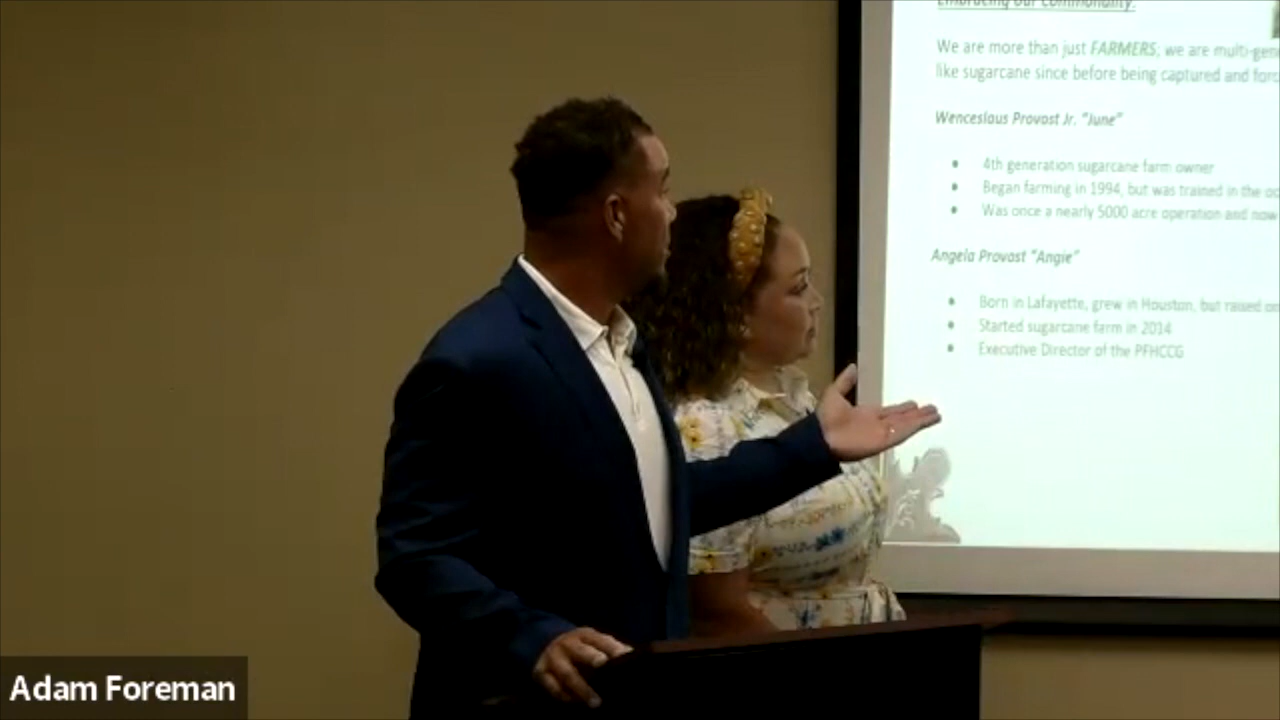 Embracing our Commonality:
We are more than just FARMERS; we are multi-gen
like sugarcane since before being captured and forc
Wenceslaus Provost Jr. "June"
4th generation sugarcane farm owner
Began farming in 1994, but was trained in the
Was once a nearly 5000 acre operation and now
Angela Provost "Angie"
Born in Lafayette, grew in Houston, but raised
Started sugarcane farm in 2014
Executive Director of the PFHCCG
Adam Foreman